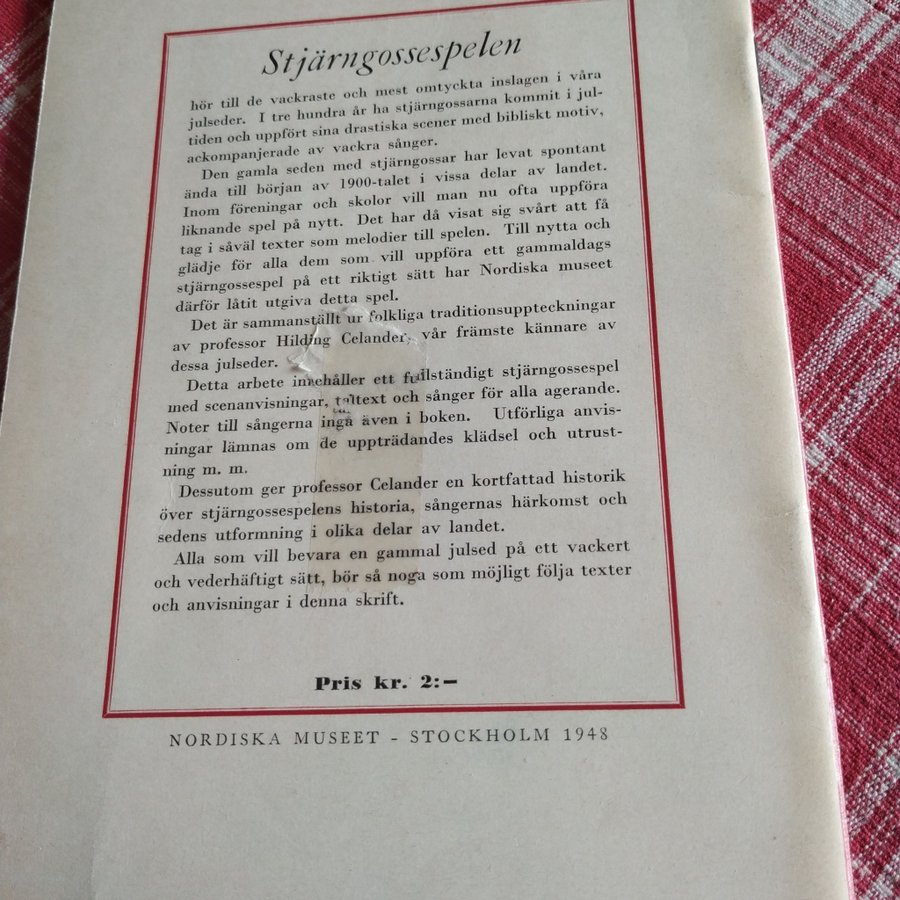 Stjärngossespelen
hör till de vackraste och mest omtyckta inslagen i våra
julseder. I tre hundra år ha stjärngossarna kommit i jul-
tiden och uppfört sina drastiska scener med bibliskt motiv,
ackompanjerade av vackra sånger.
Den gamla seden med stjärngossar har levat spontant
ända till början av 1900-talet i vissa delar av landet.
Inom föreningar och skolor vill man nu ofta uppföra
liknande spel på nytt. Det har då visat sig svårt att få
tag i såväl texter som melodier till spelen. Till nytta och
glädje för alla dem som vill uppföra ett gammaldags
stjärngossespel på ett riktigt sätt har Nordiska museet
därför låtit utgiva detta spel.
Det är sammanställt ur folkliga traditionsuppteckningar
av professor Hilding Celander, vår främste kännare av
dessa julseder.
Detta arbete innehåller ett fullständigt stjärngossespel
med scenanvisningar, taltext och sånger för alla agerande.
Noter till sångerna ingå även i boken. Utförliga anvis-
ningar lämnas om de uppträdandes klädsel och utrust-
ning m. m.
Dessutom ger professor Celander en kortfattad historik
över stjärngossespelens historia, sångernas härkomst och
sedens utformning i olika delar av landet.
Alla som vill bevara en gammal julsed på ett vackert
och vederhäftigt sätt, bör så noga som möjligt följa texter
och anvisningar i denna skrift.
Pris kr. 2:—
NORDISKA MUSEET - STOCKHOLM 1948